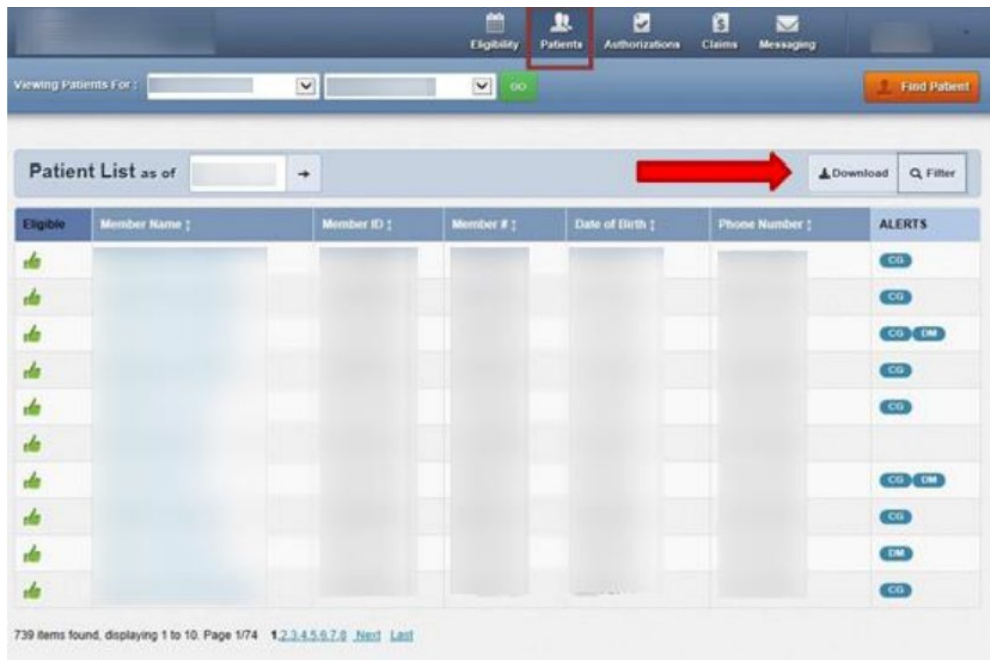 Eligibility Patients Authorizations Claims Messaging
Viewing Patients For : GO Find Patient
Patient List as of Download Filter
Eligible Member Name Member ID Member # Date of Birth Phone Number ALERTS
CG
CG
CG DM
CG
CG
CG DM
CG
DM
CG
739 items found, displaying 1 to 10. Page 1/74 1,2,3,4,5,6,7,8 Next Last